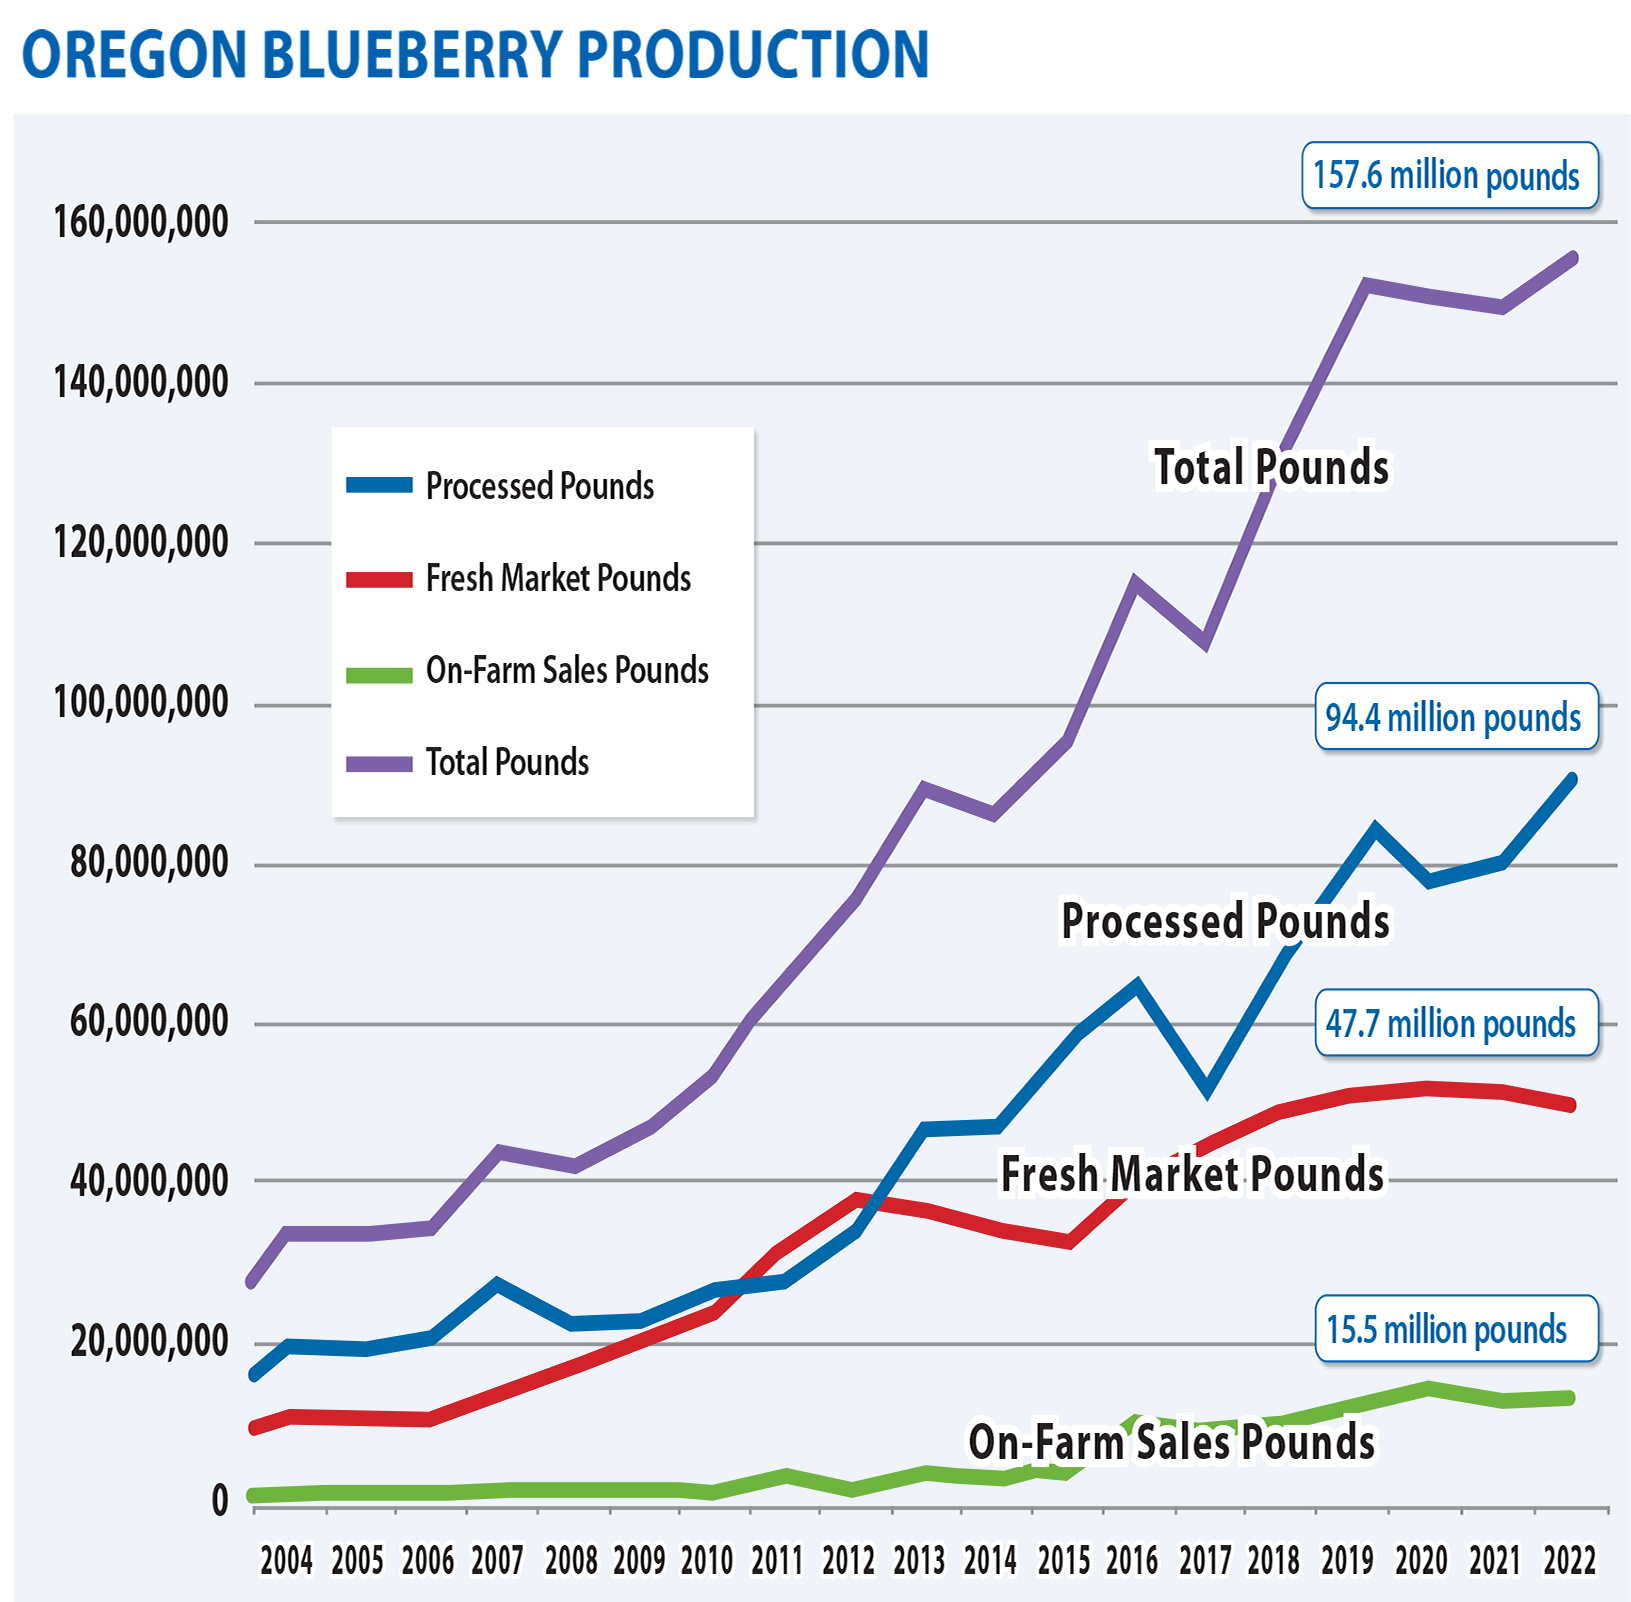 OREGON BLUEBERRY PRODUCTION
157.6 million pounds
160,000,000
140,000,000
Total Pounds
Processed Pounds
120,000,000
Fresh Market Pounds
On-Farm Sales Pounds
100,000,000
94.4 million pounds
Total Pounds
80,000,000
Processed Pounds
60,000,000
47.7 million pounds
40,000,000
Fresh Market Pounds
20,000,000
15.5 million pounds
On-Farm Sales Pounds
0
2004 2005 2006 2007 2008 2009 2010 2011 2012 2013 2014 2015 2016 2017 2018 2019 2020 2021 2022